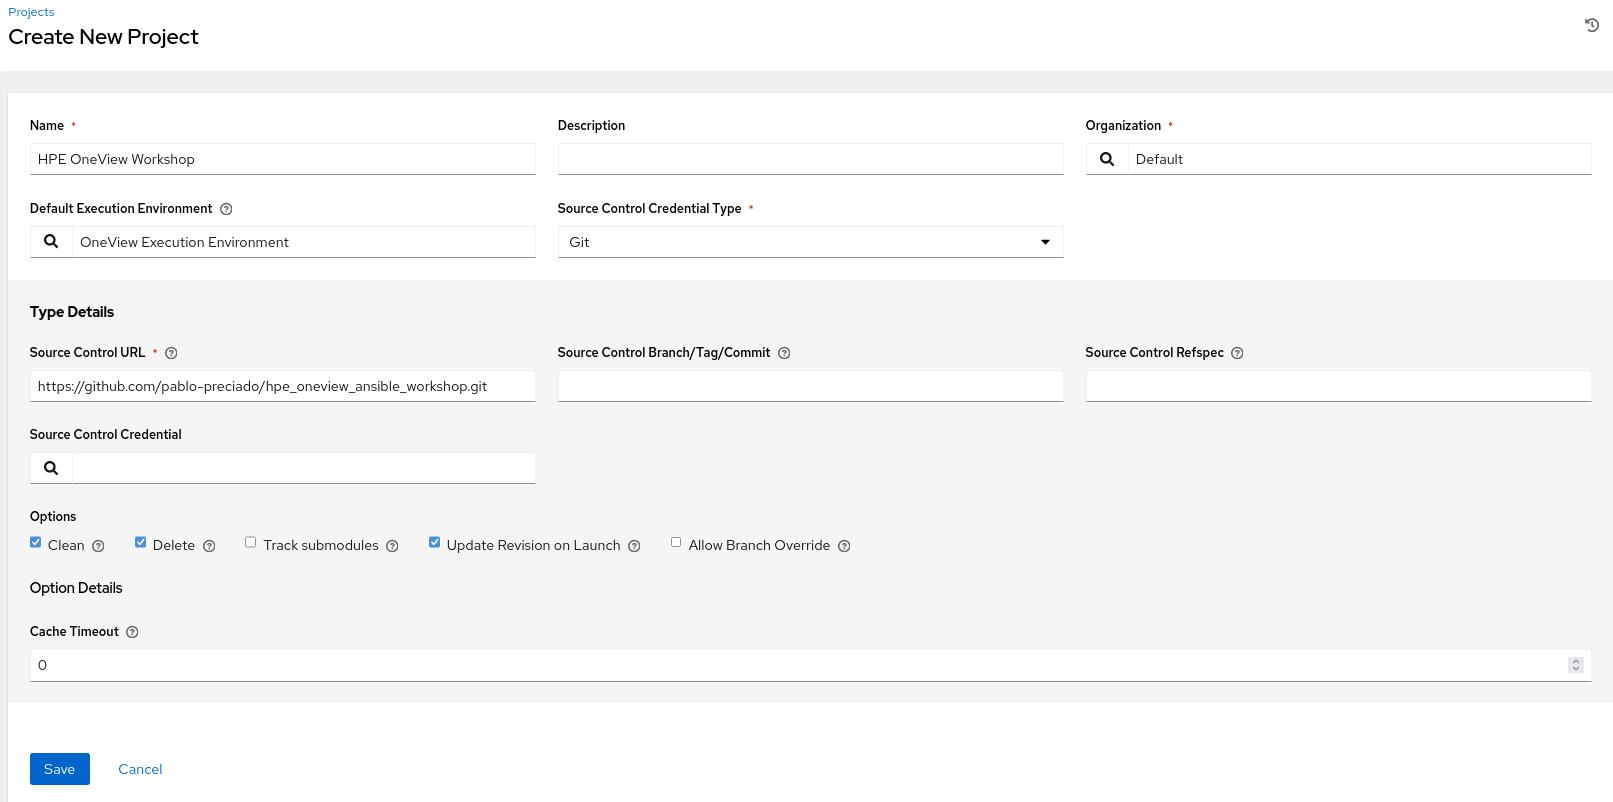 Projects
Create New Project
Name * Description Organization *
HPE OneView Workshop Default
Default Execution Environment Source Control Credential Type *
OneView Execution Environment Git
Type Details
Source Control URL * Source Control Branch/Tag/Commit Source Control Refspec
https://github.com/pablo-preciado/hpe_oneview_ansible_workshop.git
Source Control Credential
Options
Clean Delete Track submodules Update Revision on Launch Allow Branch Override
Option Details
Cache Timeout
0
Save Cancel